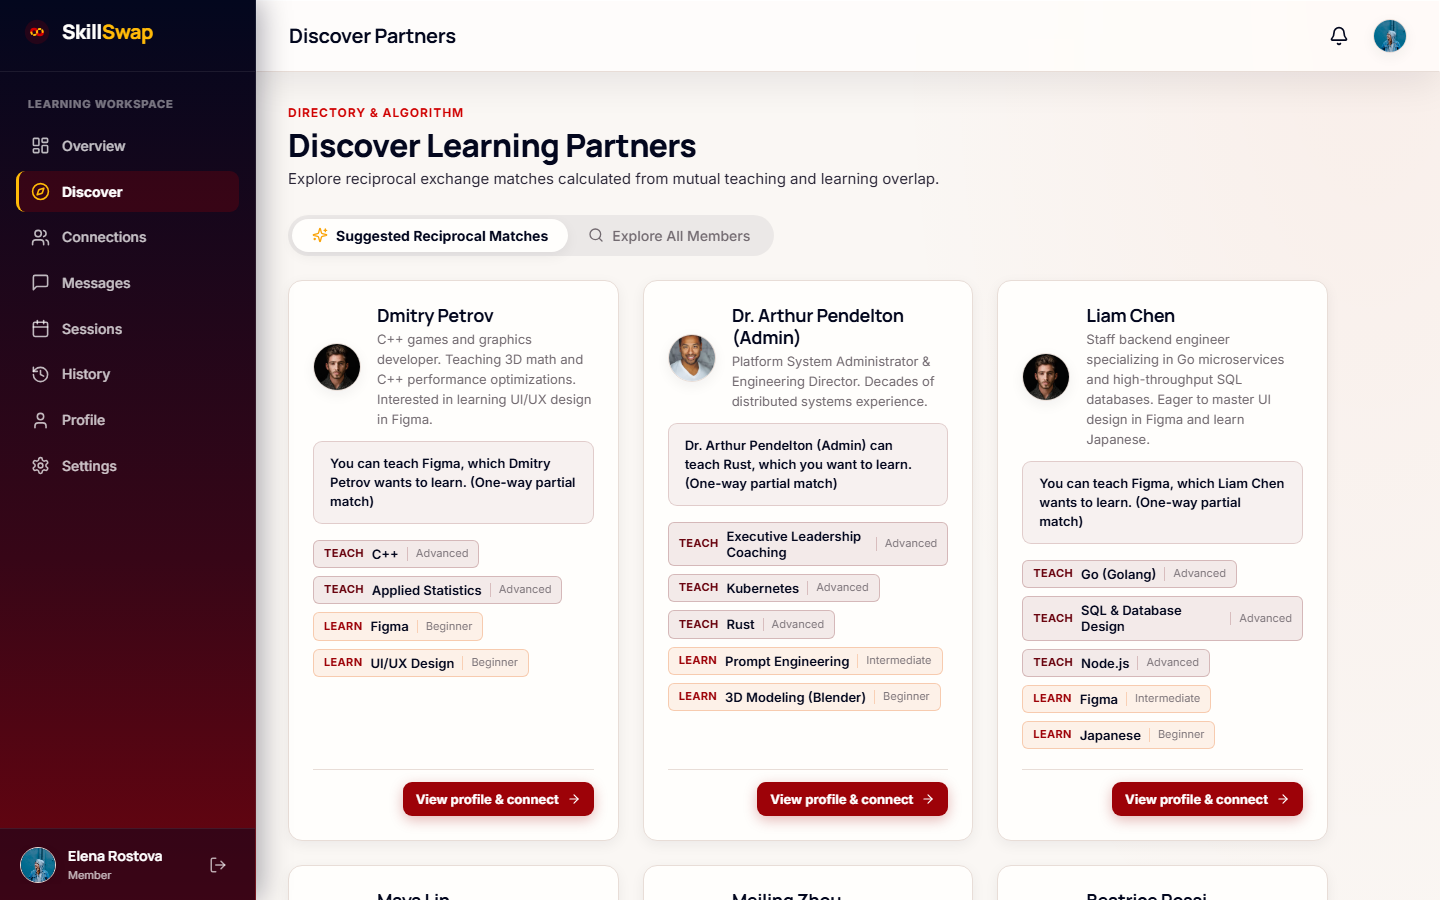 SkillSwap
LEARNING WORKSPACE
Overview
Discover
Connections
Messages
Sessions
History
Profile
Settings
Elena Rostova
Member
Discover Partners
DIRECTORY & ALGORITHM
Discover Learning Partners
Explore reciprocal exchange matches calculated from mutual teaching and learning overlap.
Suggested Reciprocal Matches
Explore All Members
Dmitry Petrov
C++ games and graphics
developer. Teaching 3D math and
C++ performance optimizations.
Interested in learning UI/UX design
in Figma.
You can teach Figma, which Dmitry
Petrov wants to learn. (One-way partial
match)
TEACH C++ Advanced
TEACH Applied Statistics Advanced
LEARN Figma Beginner
LEARN UI/UX Design Beginner
View profile & connect
Dr. Arthur Pendelton
(Admin)
Platform System Administrator &
Engineering Director. Decades of
distributed systems experience.
Dr. Arthur Pendelton (Admin) can
teach Rust, which you want to learn.
(One-way partial match)
TEACH Executive Leadership
Coaching Advanced
TEACH Kubernetes Advanced
TEACH Rust Advanced
LEARN Prompt Engineering Intermediate
LEARN 3D Modeling (Blender) Beginner
View profile & connect
Liam Chen
Staff backend engineer
specializing in Go microservices
and high-throughput SQL
databases. Eager to master UI
design in Figma and learn
Japanese.
You can teach Figma, which Liam Chen
wants to learn. (One-way partial
match)
TEACH Go (Golang) Advanced
TEACH SQL & Database
Design Advanced
TEACH Node.js Advanced
LEARN Figma Intermediate
LEARN Japanese Beginner
View profile & connect
Maya Lin
Meiling Zhou
Beatrice Rossi